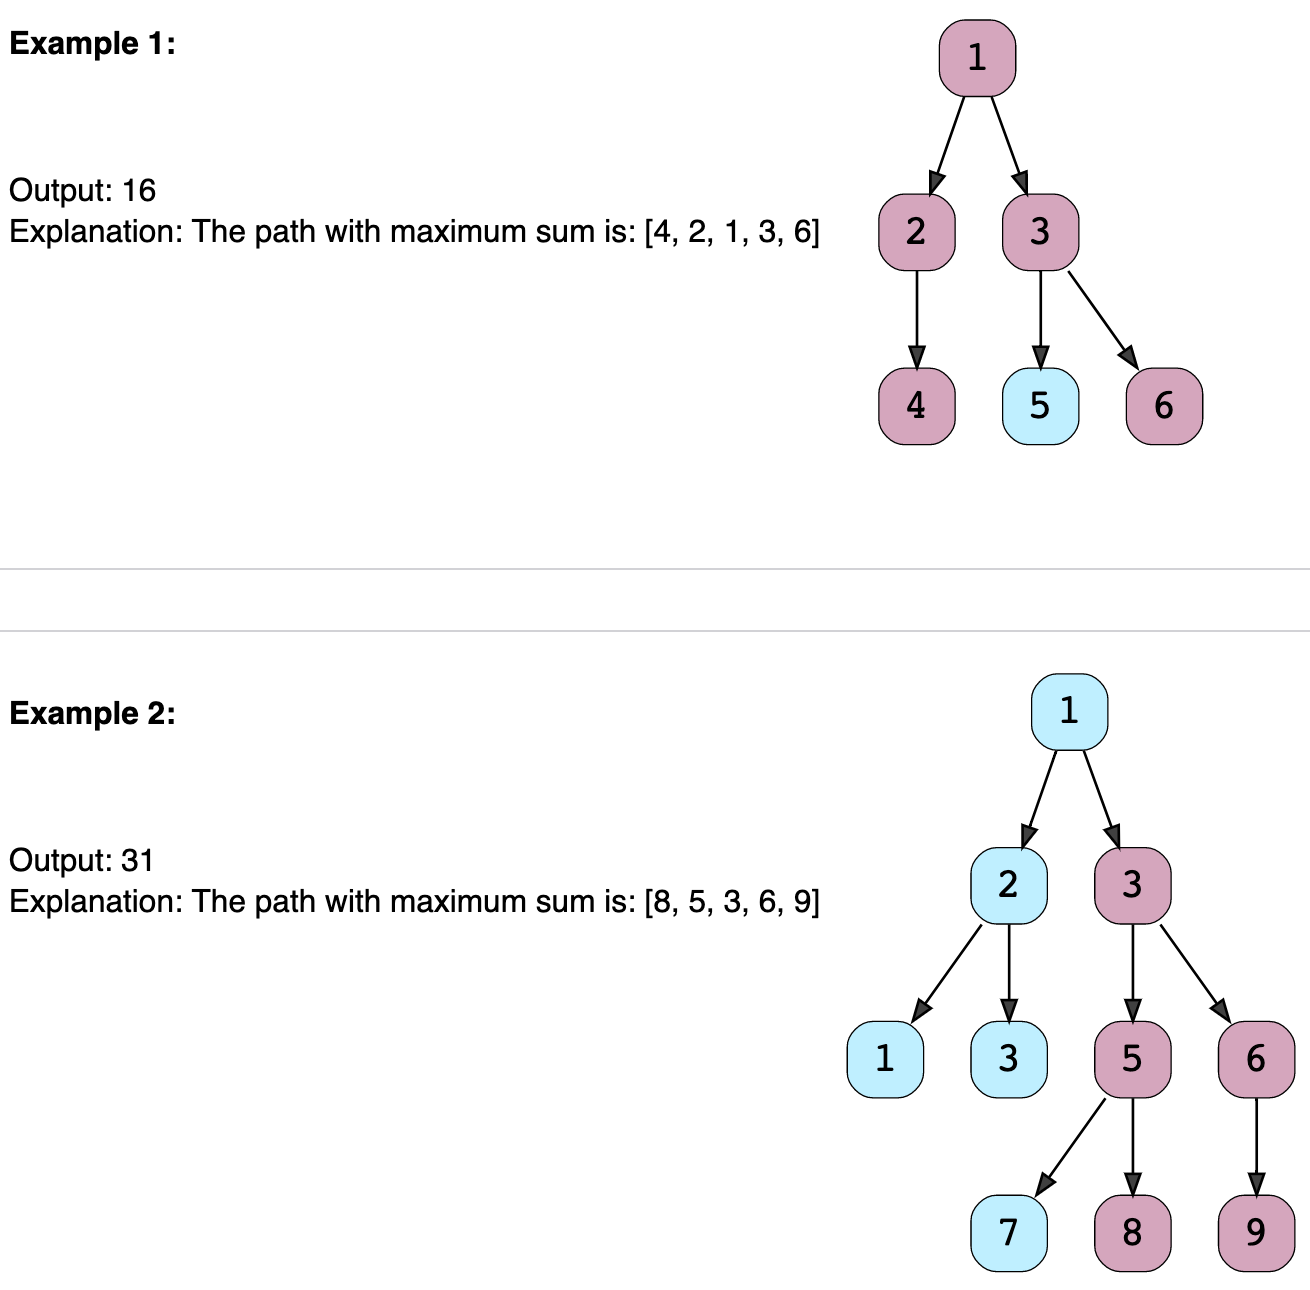 Example 1:
1
Output: 16
Explanation: The path with maximum sum is: [4, 2, 1, 3, 6]
2 3
4 5 6
Example 2:
1
Output: 31
Explanation: The path with maximum sum is: [8, 5, 3, 6, 9]
2 3
1 3 5 6
7 8 9